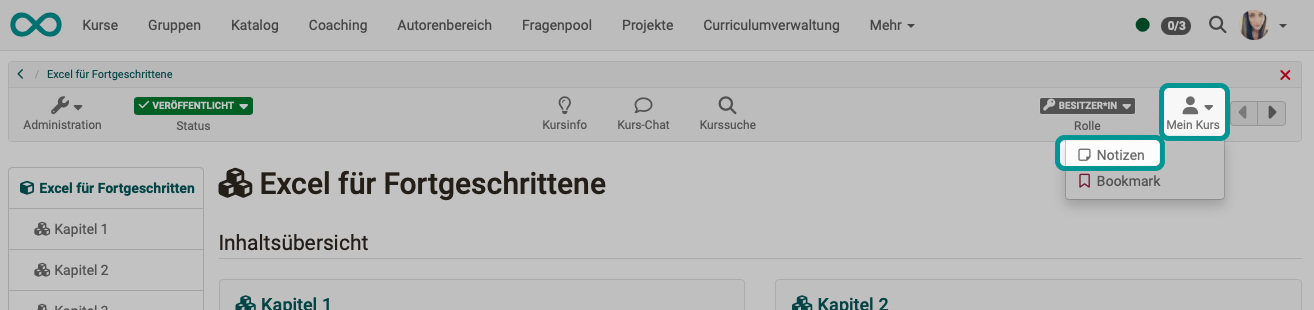 Kurse Gruppen Katalog Coaching Autorenbereich Fragenpool Projekte Curriculumverwaltung Mehr 0/3
/ Excel für Fortgeschrittene
Administration
VERÖFFENTLICHT
Status
Kursinfo
Kurs-Chat
Kurssuche
BESITZER*IN
Rolle
Mein Kurs
Notizen
Bookmark
Excel für Fortgeschritten
Kapitel 1
Kapitel 2
Kapitel 3
Excel für Fortgeschrittene
Inhaltsübersicht
Kapitel 1
Kapitel 2